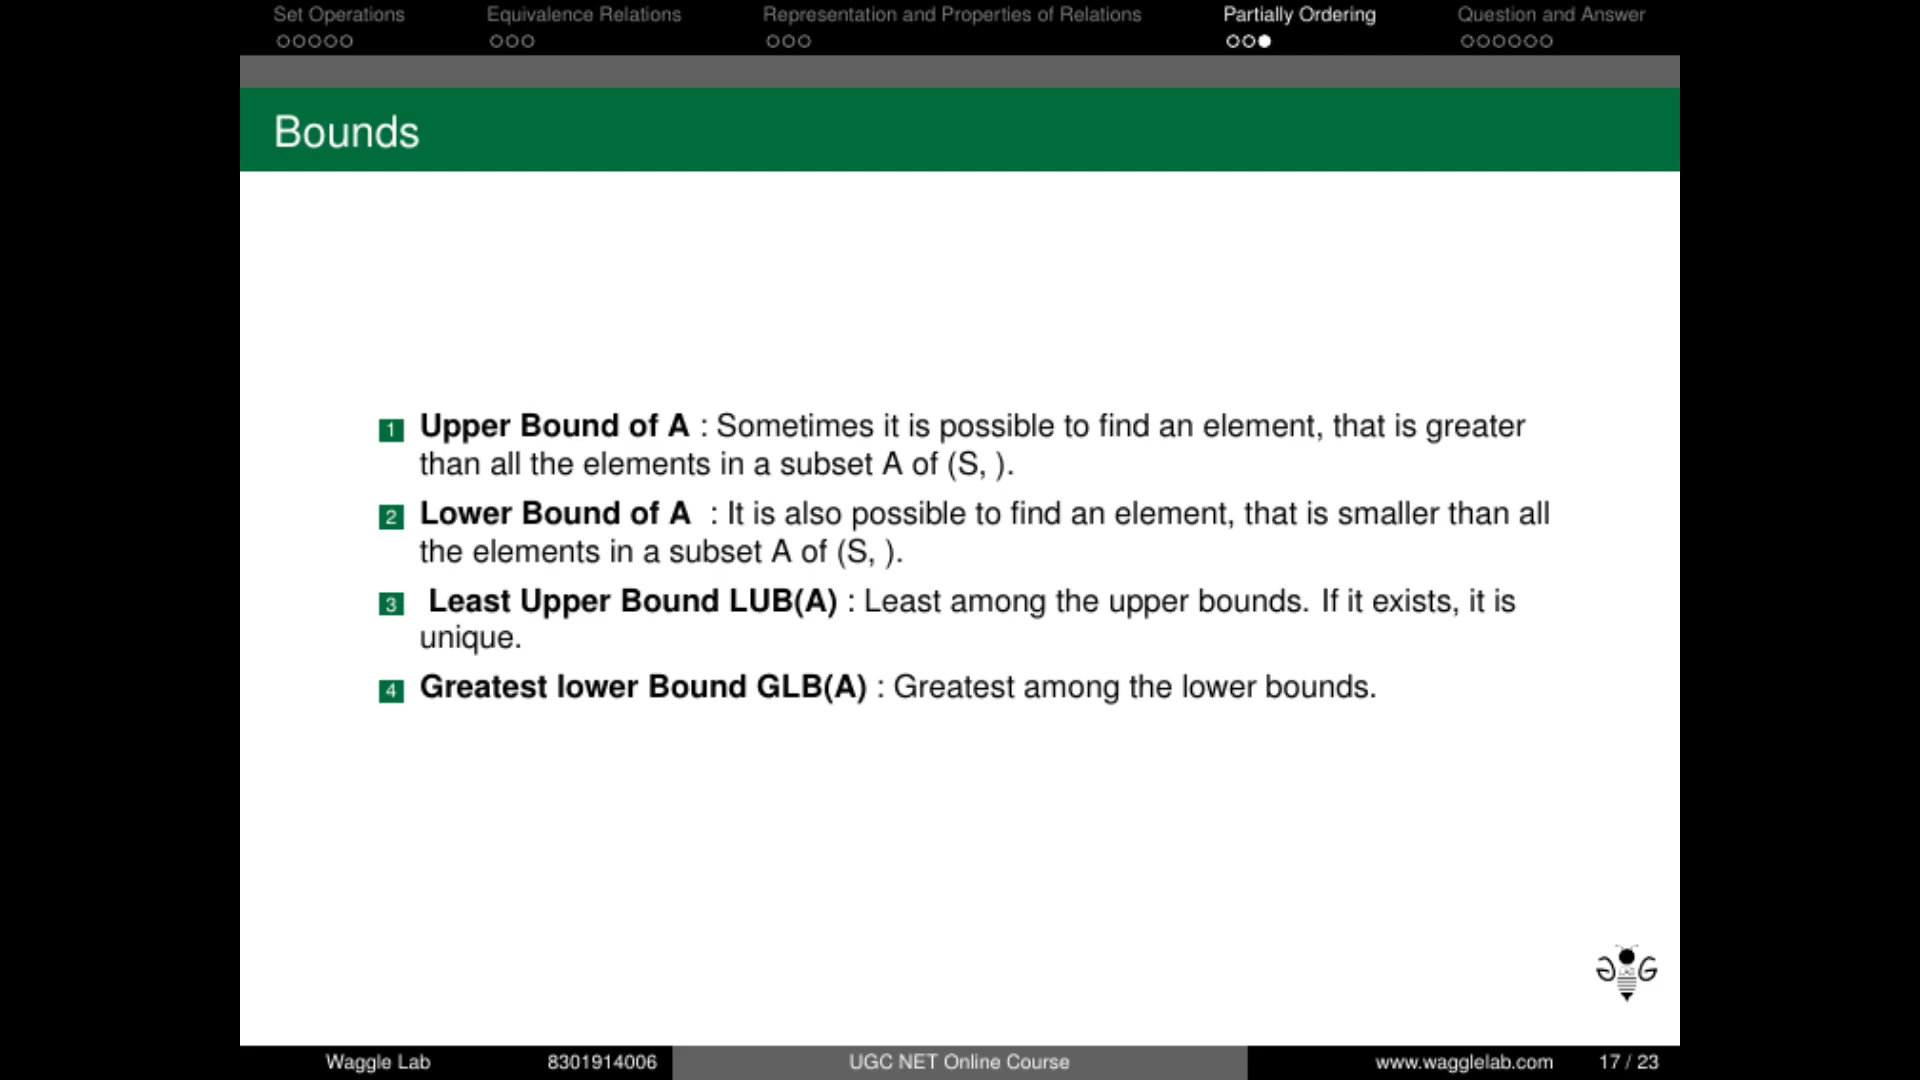 Set Operations Equivalence Relations Representation and Properties of Relations Partially Ordering Question and Answer
Bounds
1 Upper Bound of A : Sometimes it is possible to find an element, that is greater
than all the elements in a subset A of (S, ).
2 Lower Bound of A : It is also possible to find an element, that is smaller than all
the elements in a subset A of (S, ).
3 Least Upper Bound LUB(A) : Least among the upper bounds. If it exists, it is
unique.
4 Greatest lower Bound GLB(A) : Greatest among the lower bounds.
Waggle Lab 8301914006 UGC NET Online Course www.wagglelab.com 17 / 23